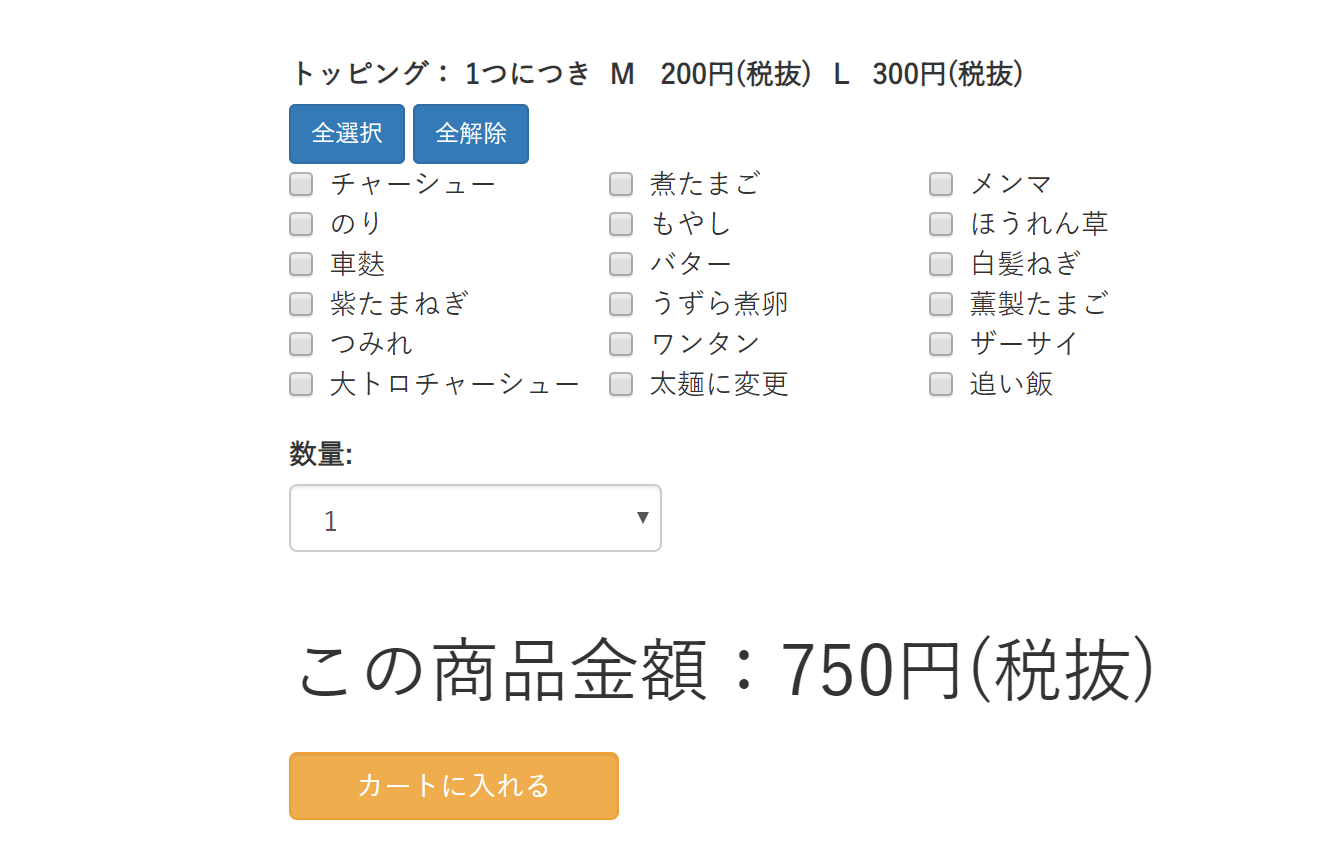 トッピング： 1つにつき M 200円(税抜) L 300円(税抜)
全選択 全解除
チャーシュー 煮たまご メンマ
のり もやし ほうれん草
車麩 バター 白髪ねぎ
紫たまねぎ うずら煮卵 薫製たまご
つみれ ワンタン ザーサイ
大トロチャーシュー 太麺に変更 追い飯
数量:
1
この商品金額：750円(税抜)
カートに入れる